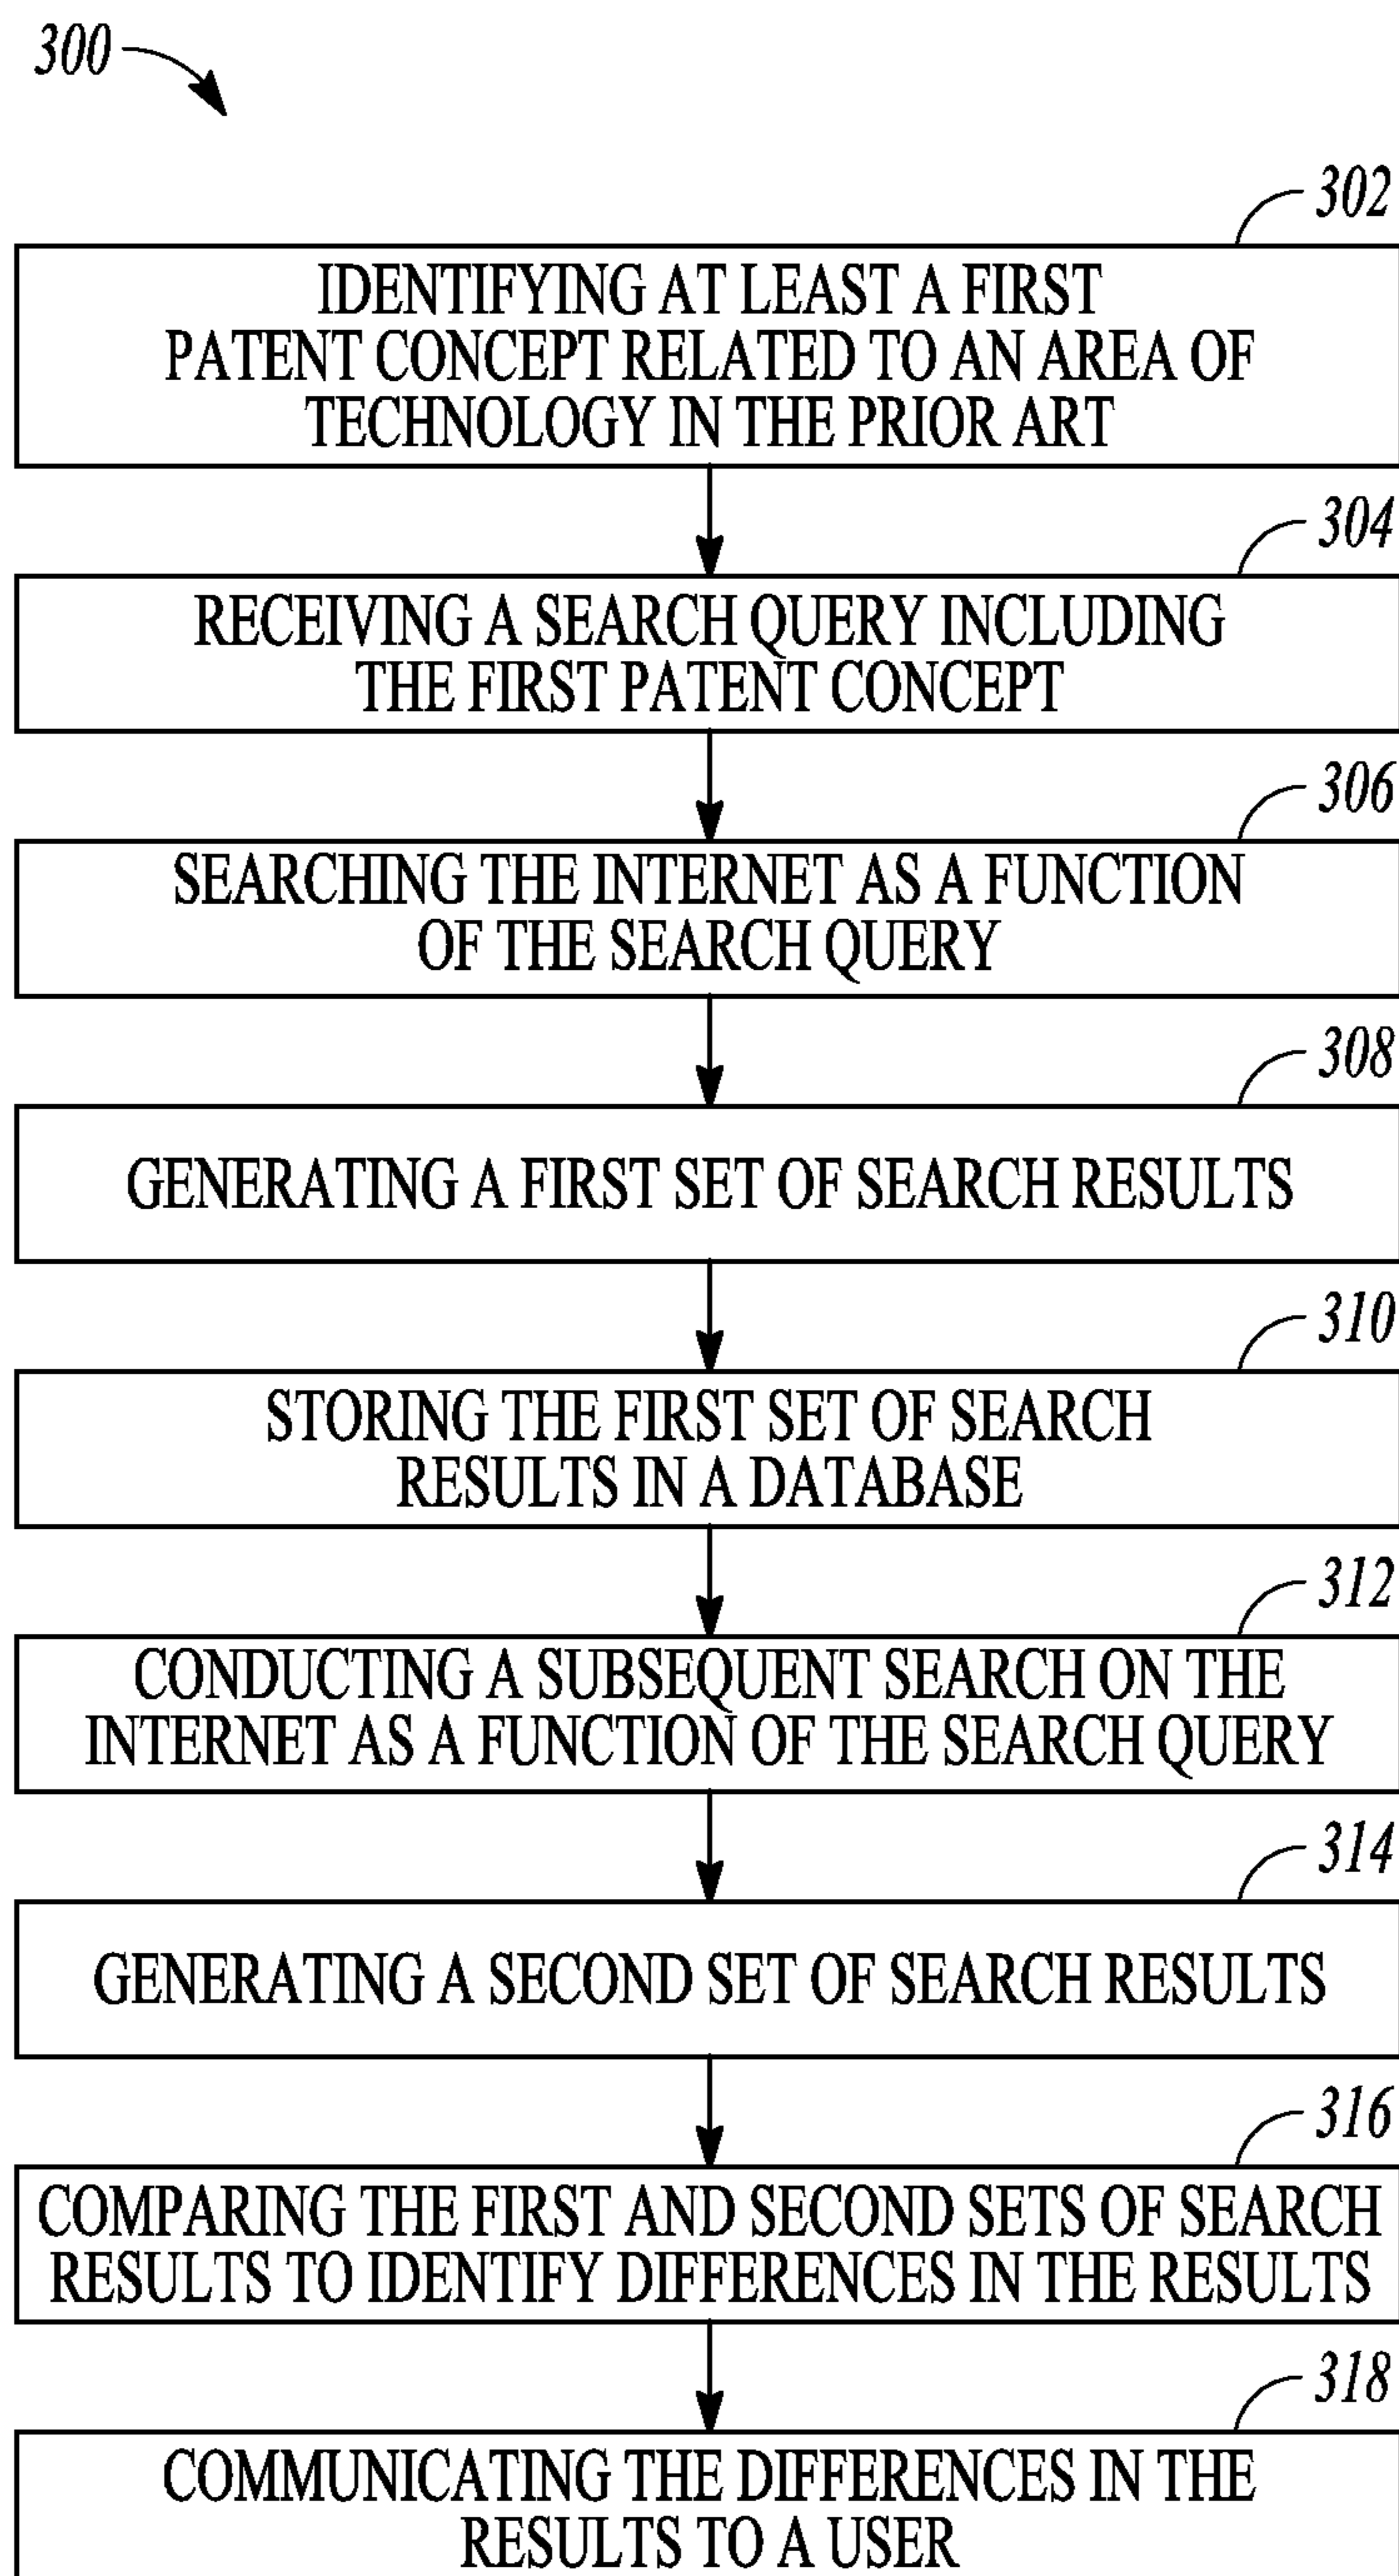 300
302
IDENTIFYING AT LEAST A FIRST
PATENT CONCEPT RELATED TO AN AREA OF
TECHNOLOGY IN THE PRIOR ART
304
RECEIVING A SEARCH QUERY INCLUDING
THE FIRST PATENT CONCEPT
306
SEARCHING THE INTERNET AS A FUNCTION
OF THE SEARCH QUERY
308
GENERATING A FIRST SET OF SEARCH RESULTS
310
STORING THE FIRST SET OF SEARCH
RESULTS IN A DATABASE
312
CONDUCTING A SUBSEQUENT SEARCH ON THE
INTERNET AS A FUNCTION OF THE SEARCH QUERY
314
GENERATING A SECOND SET OF SEARCH RESULTS
316
COMPARING THE FIRST AND SECOND SETS OF SEARCH
RESULTS TO IDENTIFY DIFFERENCES IN THE RESULTS
318
COMMUNICATING THE DIFFERENCES IN THE
RESULTS TO A USER